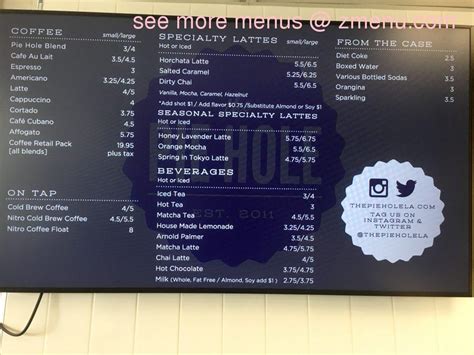 see more menus @ zmenu.com
COFFEE small/large
Pie Hole Blend 3/4
Cafe Au Lait 3.5/4.5
Espresso 3
Americano 3.25/4.25
Latte 4/5
Cappuccino 4/5
Cortado 4.75
Café Cubano 4.5
Affogato 5.75
Coffee Retail Pack 19.95
[all blends] plus tax
ON TAP
Cold Brew Coffee 4/5
Nitro Cold Brew Coffee 4.5/5.5
Nitro Coffee Float 8
SPECIALTY LATTES small/large
Hot or Iced
Horchata Latte 5.5/6.5
Salted Caramel 5.25/5.5
Dirty Chai 5.5/6.5
Vanilla, Mocha, Caramel, Hazelnut
*Add shot $1 / Add flavor $0.75 /Substitute Almond or Soy $1
SEASONAL SPECIALTY LATTES
Hot or Iced
Honey Lavender Latte 5.75/6.75
Orange Mocha 5.5/6.5
Spring in Tokyo Latte 5.75/6.75
BEVERAGES
Hot or Iced
Iced Tea 3/4
Hot Tea 3
Matcha Tea 4.5/5.5
House Made Lemonade 3.25/4.25
Arnold Palmer 3.5/4.5
Matcha Latte 4.75/5.75
Chai Latte 4/5
Hot Chocolate 3.75/4.75
Milk (Whole, Fat Free / Almond, Soy add $1) 2.75/3.75
HOLE
EST. 2011
FROM THE CASE
Diet Coke 2.5
Boxed Water 3
Various Bottled Sodas 3.5
Orangina 3.5
Sparkling 3.5
THEPIEHOLELA.COM
TAG US ON
INSTAGRAM &
TWITTER
@THEPIEHOLELA